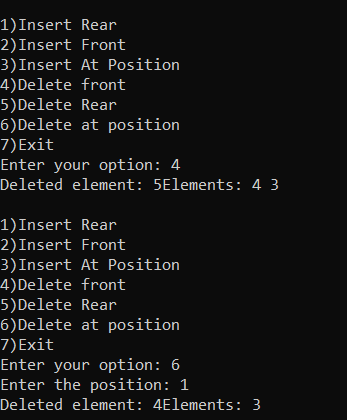 1)Insert Rear
2)Insert Front
3)Insert At Position
4)Delete front
5)Delete Rear
6)Delete at position
7)Exit
Enter your option: 4
Deleted element: 5Elements: 4 3
1)Insert Rear
2)Insert Front
3)Insert At Position
4)Delete front
5)Delete Rear
6)Delete at position
7)Exit
Enter your option: 6
Enter the position: 1
Deleted element: 4Elements: 3